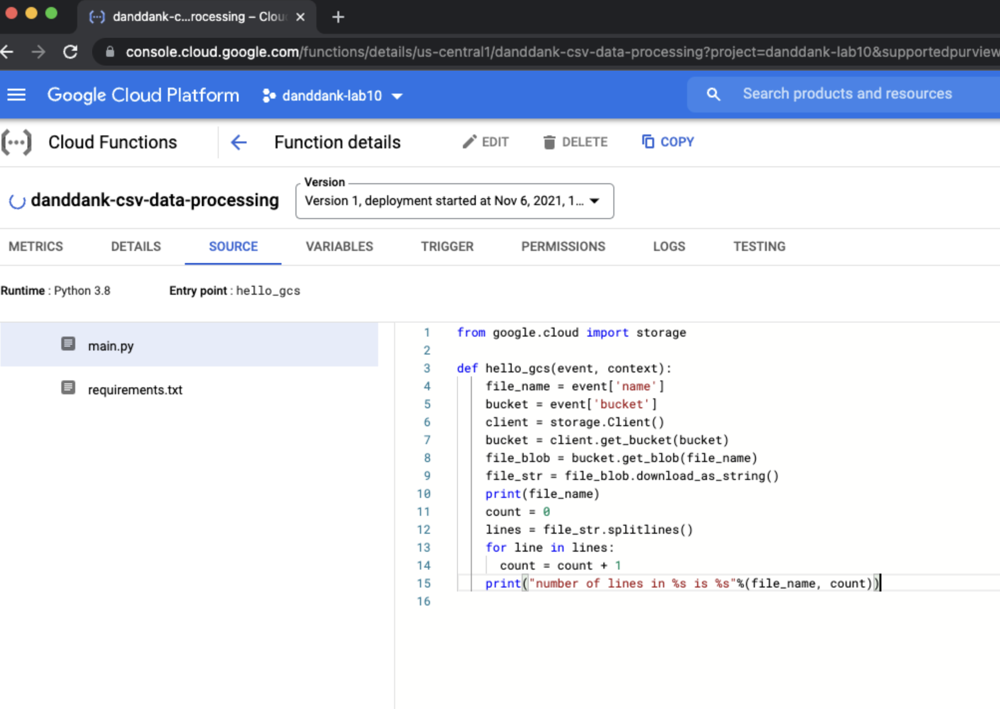 danddank-c...rocessing – Clou
console.cloud.google.com/functions/details/us-central1/danddank-csv-data-processing?project=danddank-lab10&supportedpurview
Google Cloud Platform danddank-lab10 Search products and resources
Cloud Functions Function details EDIT DELETE COPY
Version
danddank-csv-data-processing Version 1, deployment started at Nov 6, 2021, 1...
METRICS DETAILS SOURCE VARIABLES TRIGGER PERMISSIONS LOGS TESTING
Runtime : Python 3.8 Entry point : hello_gcs
main.py
requirements.txt
1 from google.cloud import storage
2
3 def hello_gcs(event, context):
4     file_name = event['name']
5     bucket = event['bucket']
6     client = storage.Client()
7     bucket = client.get_bucket(bucket)
8     file_blob = bucket.get_blob(file_name)
9     file_str = file_blob.download_as_string()
10     print(file_name)
11     count = 0
12     lines = file_str.splitlines()
13     for line in lines:
14       count = count + 1
15     print("number of lines in %s is %s"%(file_name, count))
16